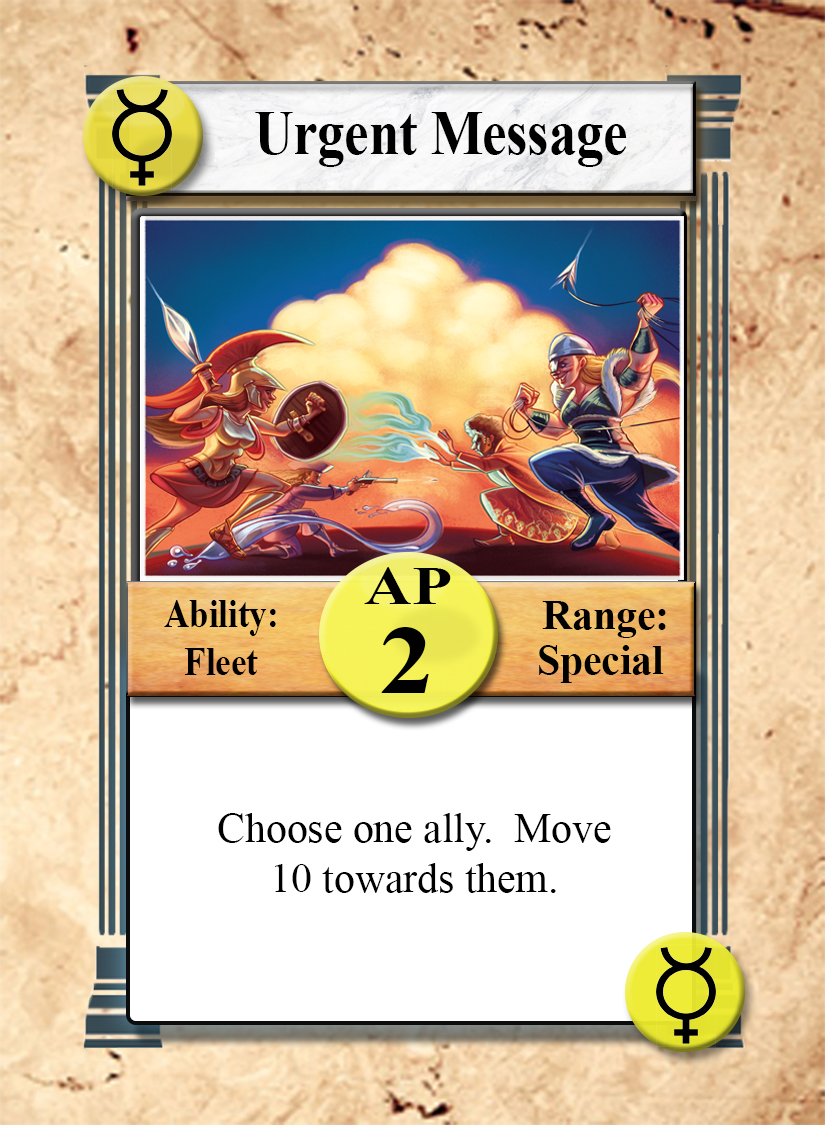 Urgent Message
Ability:
Fleet
AP
2
Range:
Special
Choose one ally.  Move
10 towards them.